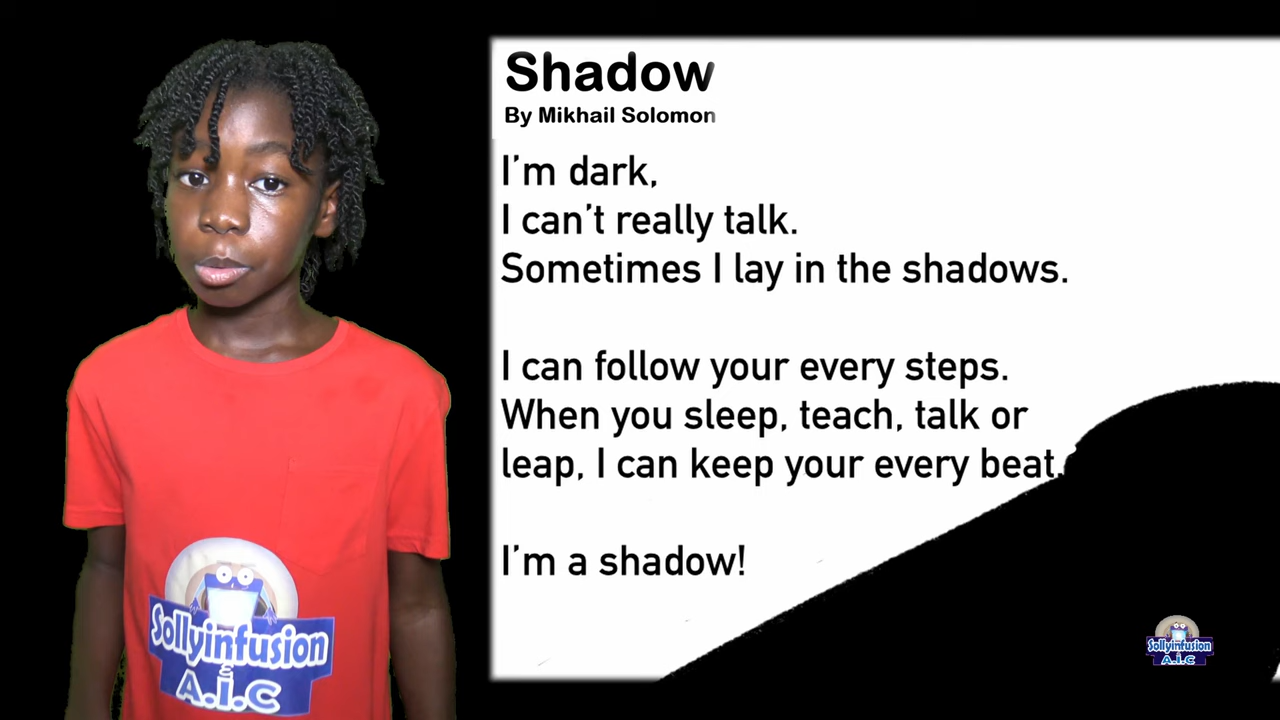 Shadow
By Mikhail Solomon
I'm dark,
I can't really talk.
Sometimes I lay in the shadows.
I can follow your every steps.
When you sleep, teach, talk or
leap, I can keep your every beat.
I'm a shadow!
Sollyinfusion
&
A.i.C
Sollyinfusion
A.i.C